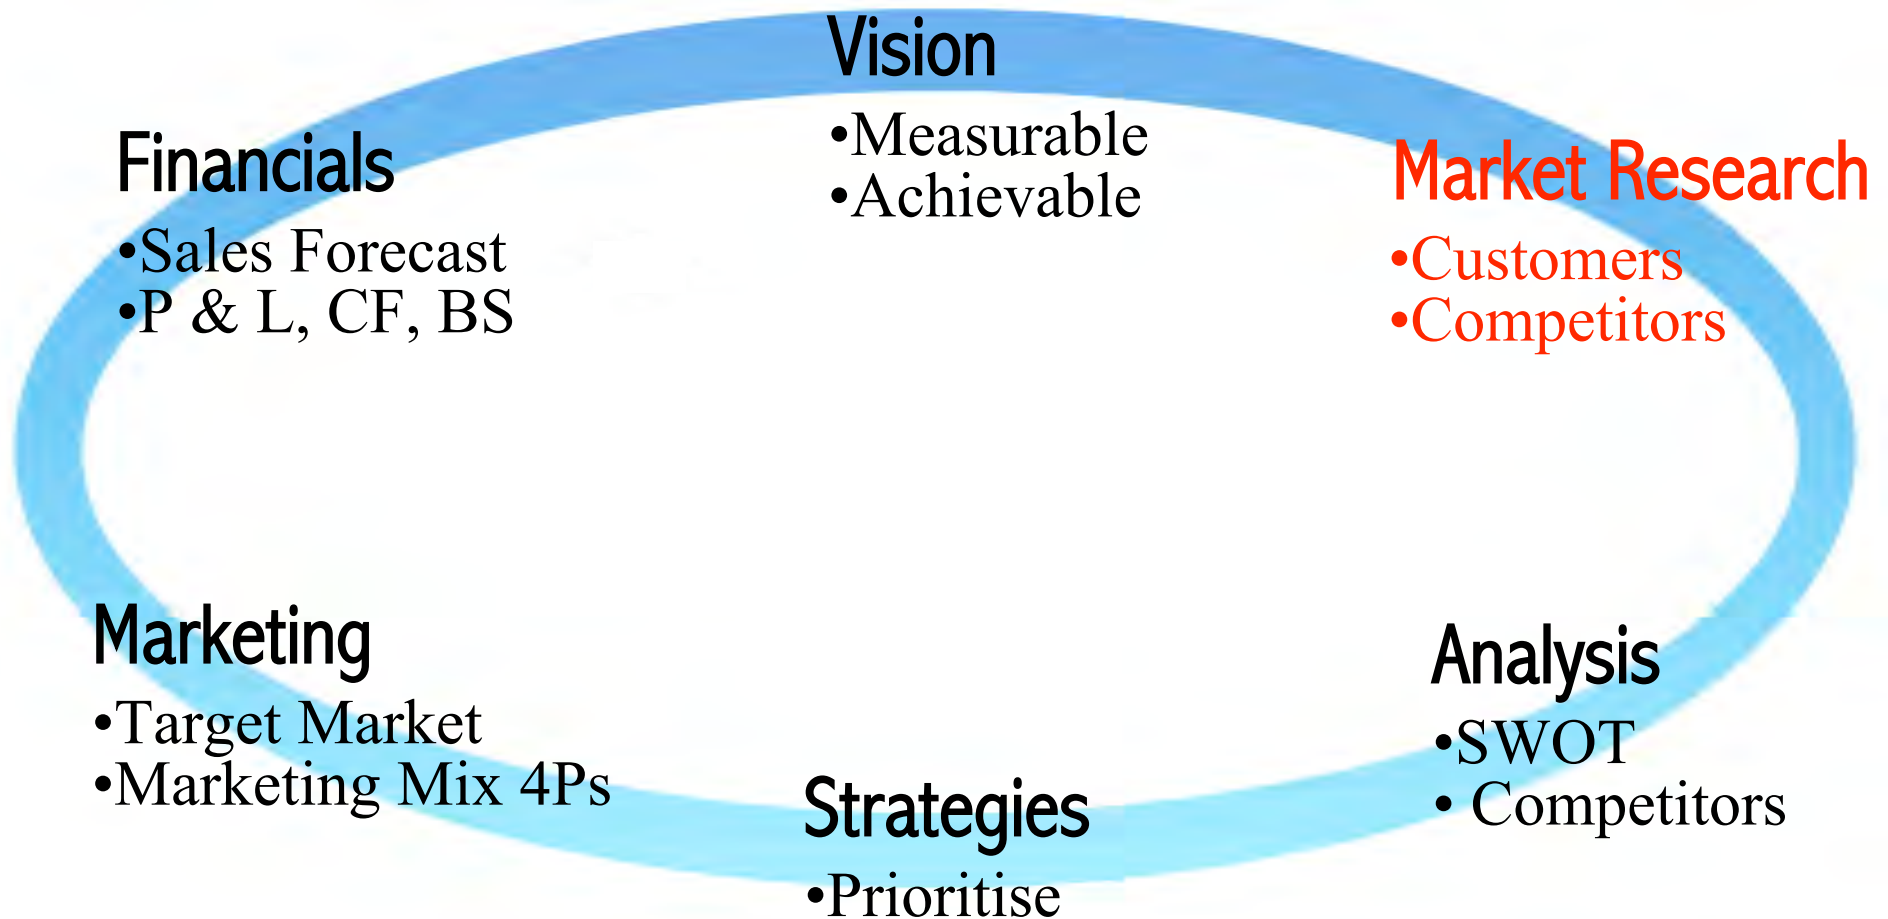 Vision
•Measurable
•Achievable
Market Research
•Customers
•Competitors
Analysis
•SWOT
• Competitors
Strategies
•Prioritise
Marketing
•Target Market
•Marketing Mix 4Ps
Financials
•Sales Forecast
•P & L, CF, BS